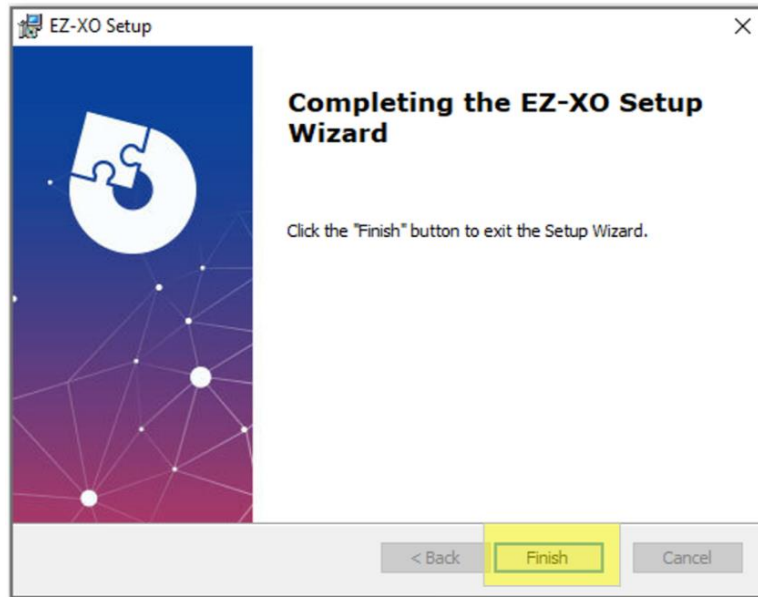 EZ-XO Setup
Completing the EZ-XO Setup
Wizard
Click the "Finish" button to exit the Setup Wizard.
< Back
Finish
Cancel